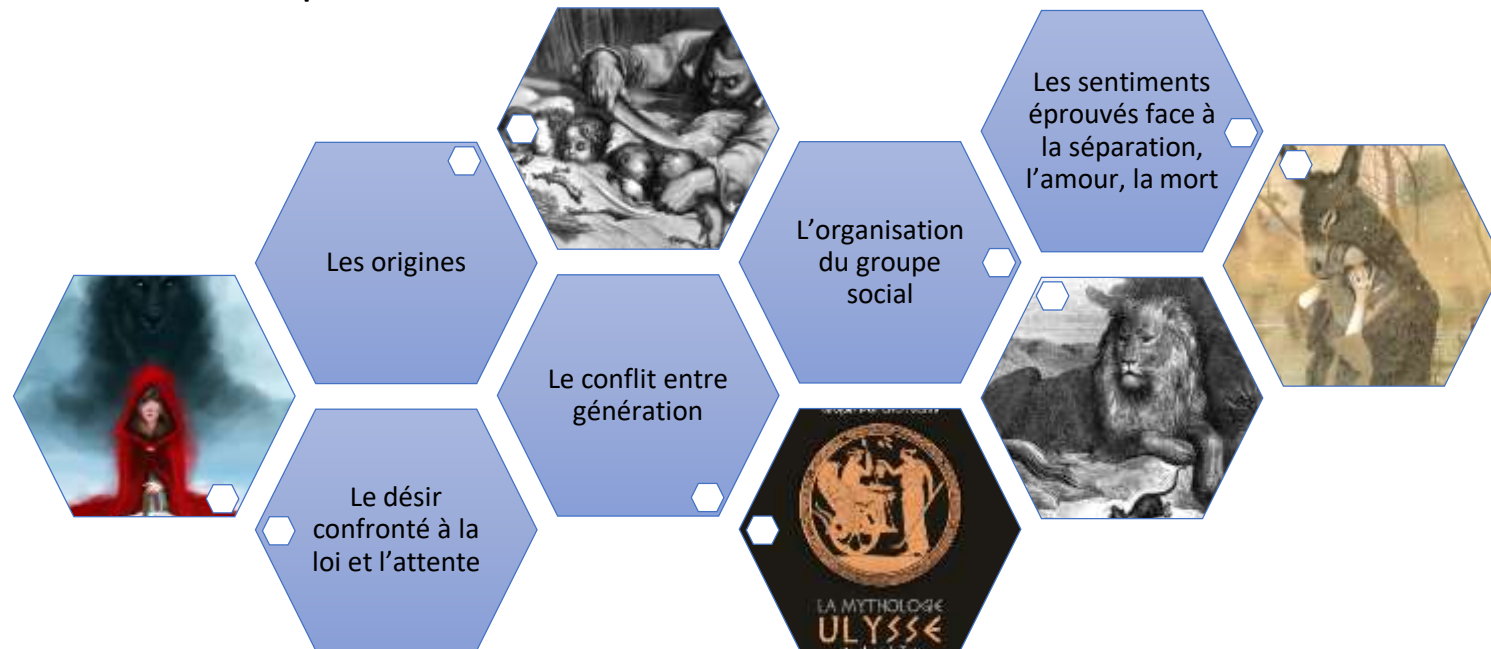 Les origines
Le désir
confronté à la
loi et l’attente
Le conflit entre
génération
L’organisation
du groupe
social
Les sentiments
éprouvés face à
la séparation,
l’amour, la mort
LA MYTHOLOGIE
ULYSSE